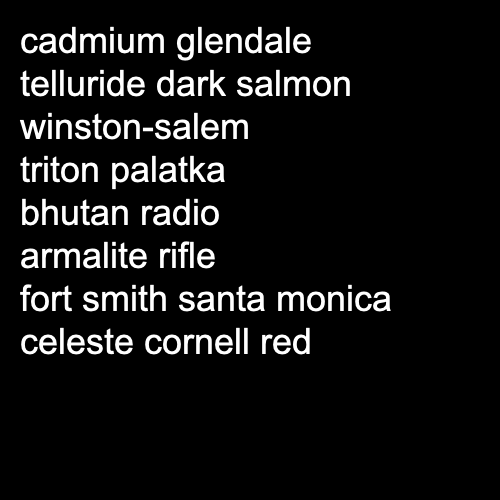 cadmium glendale
telluride dark salmon
winston-salem
triton palatka
bhutan radio
armalite rifle
fort smith santa monica
celeste cornell red